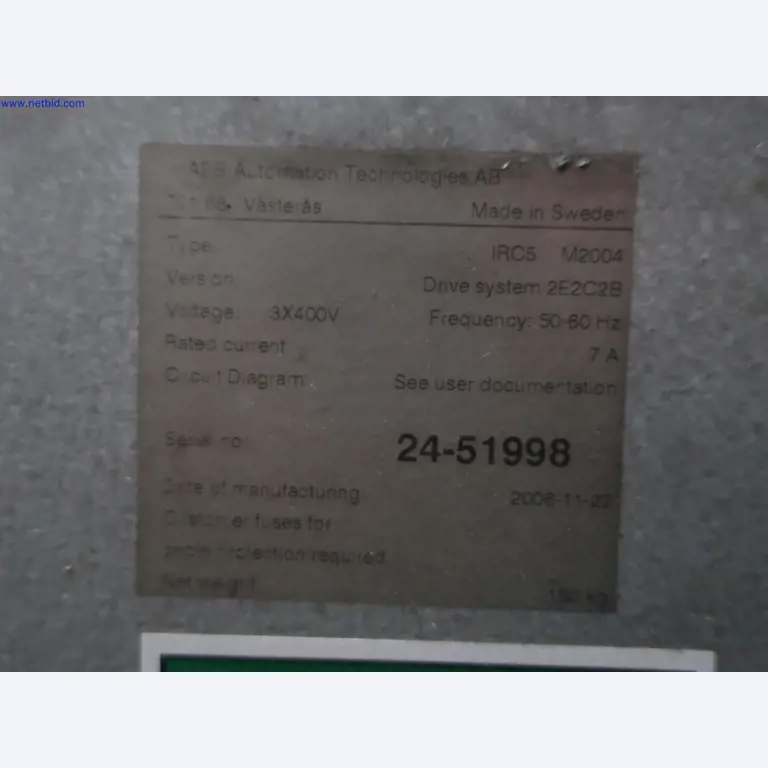 www.netbid.com
ABB Automation Technologies AB
Västerås Made in Sweden
Type IRC5 M2004
Version Drive system 2E2C2B
Voltage: 3X400V Frequency: 50-60 Hz
Rated current 7 A
Circuit Diagram See user documentation
Serial no 24-51998
Date of manufacturing 2006-11-22
Customer fuses for
cable protection required
Net weight kg